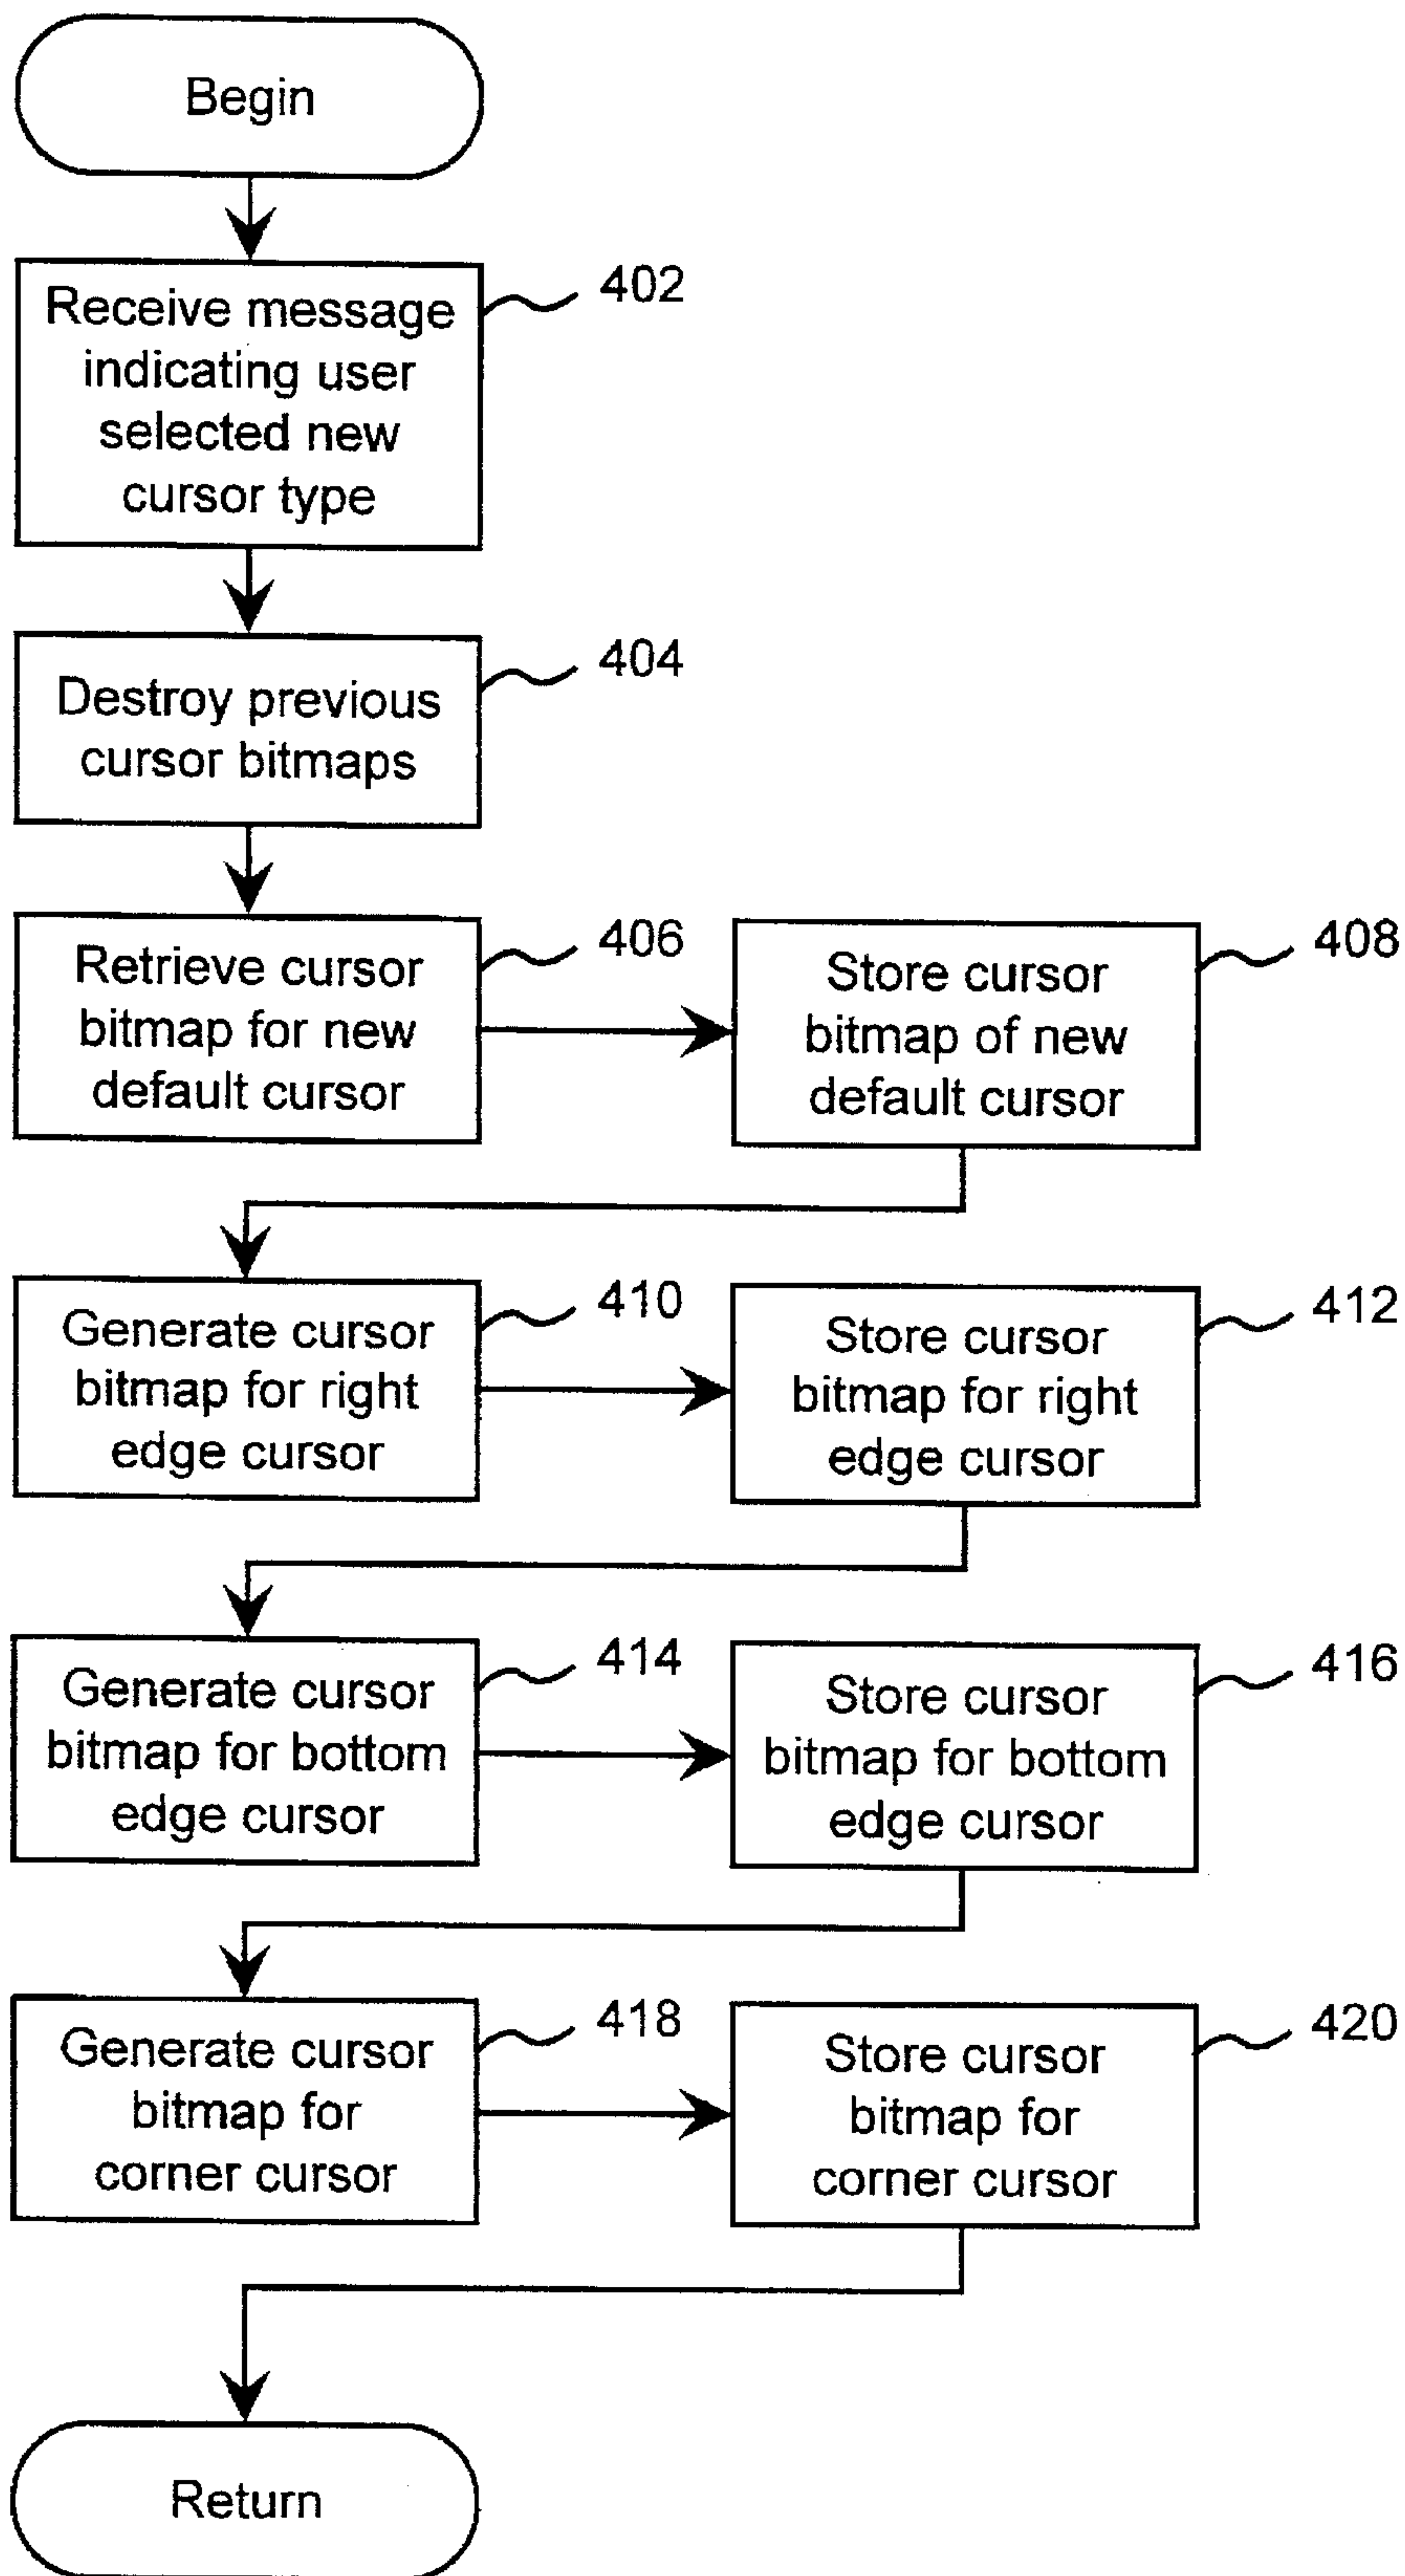 Begin
Receive message
indicating user
selected new
cursor type
402
Destroy previous
cursor bitmaps
404
Retrieve cursor
bitmap for new
default cursor
406
Store cursor
bitmap of new
default cursor
408
Generate cursor
bitmap for right
edge cursor
410
Store cursor
bitmap for right
edge cursor
412
Generate cursor
bitmap for bottom
edge cursor
414
Store cursor
bitmap for bottom
edge cursor
416
Generate cursor
bitmap for
corner cursor
418
Store cursor
bitmap for
corner cursor
420
Return